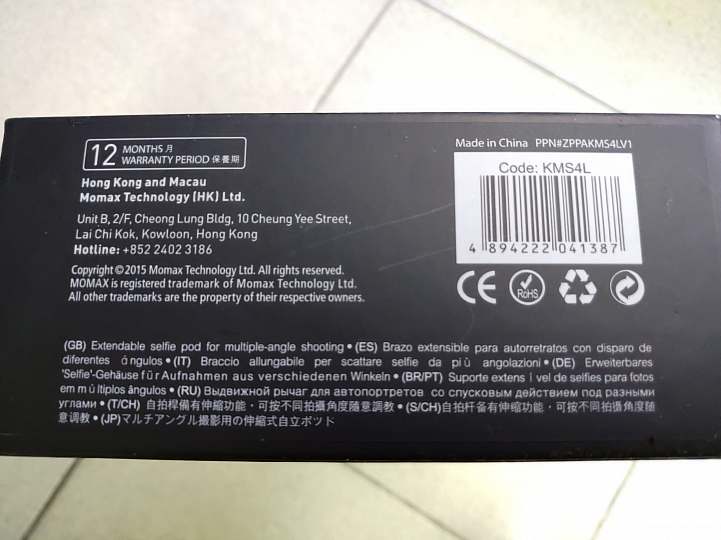 12 MONTHS 月
WARRANTY PERIOD 保養期
Hong Kong and Macau
Momax Technology (HK) Ltd.
Unit B, 2/F, Cheong Lung Bldg, 10 Cheung Yee Street,
Lai Chi Kok, Kowloon, Hong Kong
Hotline: +852 2402 3186
Copyright © 2015 Momax Technology Ltd. All rights reserved.
MOMAX is registered trademark of Momax Technology Ltd.
All other trademarks are the property of their respective owners.
Made in China PPN#ZPPAKMS4LV1
Code: KMS4L
4 894222 041387
CE RoHS
(GB) Extendable selfie pod for multiple-angle shooting • (ES) Brazo extensible para autorretratos con disparo de
diferentes ángulos • (IT) Braccio allungabile per scattare selfie da più angolazioni • (DE) Erweiterbares
'Selfie'-Gehäuse für Aufnahmen aus verschiedenen Winkeln • (BR/PT) Suporte extensível de selfies para fotos
em múltiplos ângulos • (RU) Выдвижной рычаг для автопортретов со спусковым действием под разными
углами • (T/CH) 自拍桿備有伸縮功能，可按不同拍攝角度隨意調教 • (S/CH)自拍杆备有伸缩功能，可按不同拍攝角度隨
意調教 • (JP)マルチアングル撮影用の伸縮式自立ポッド